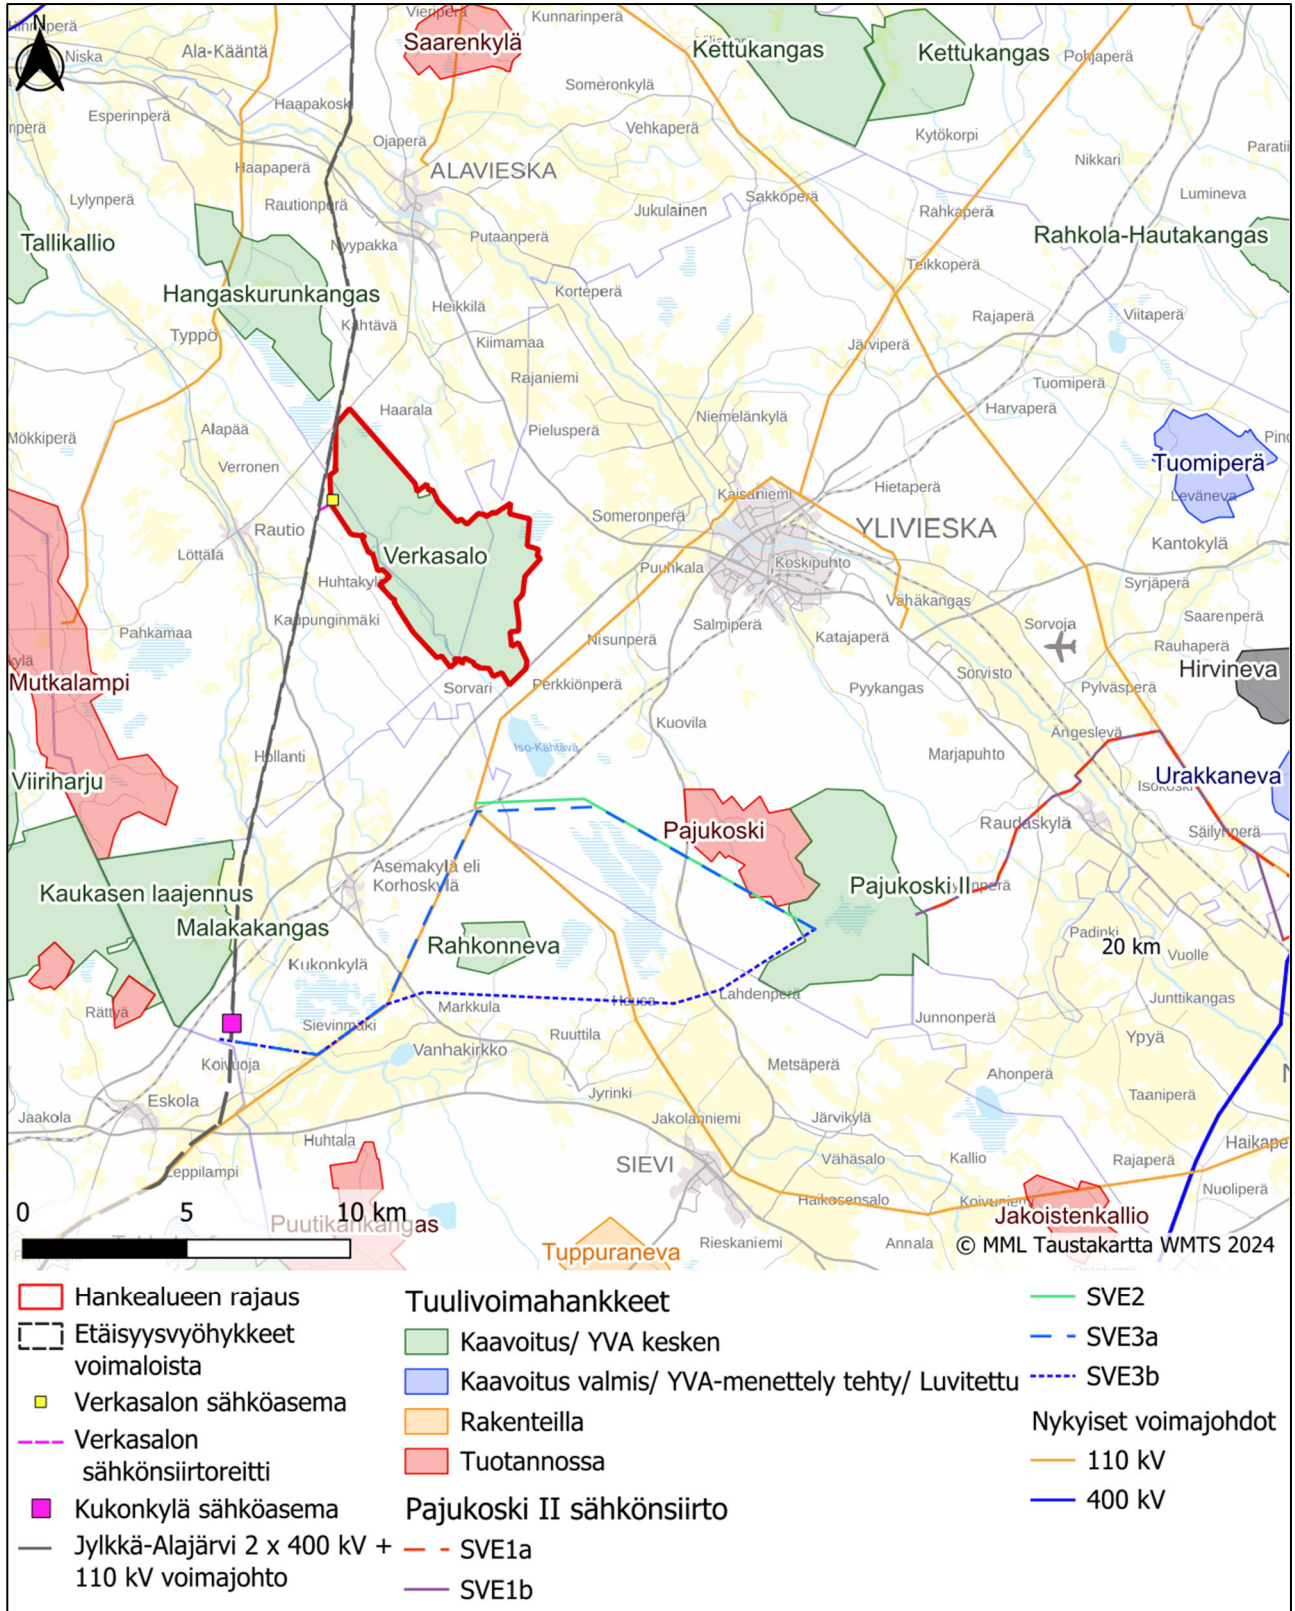 Vieriperä
Kunnarinperä
N
Niska
Ala-Kääntä
Saarenkylä
Kettukangas
Kettukangas
Pohjaperä
Someronkylä
Haapakoski
Esperinperä
Ojaperä
Vehkaperä
Kytökorpi
Nikkari
Haapaperä
ALAVIESKA
Lylynperä
Rautionperä
Jukulainen
Sakkoperä
Lumineva
Rahkaperä
Tallikallio
Nyypakka
Putaanperä
Rahkola-Hautakangas
Teikkoperä
Hangaskurunkangas
Korteperä
Heikkilä
Kähtävä
Typpö
Kiimamaa
Järviperä
Rajaperä
Viitaperä
Rajaniemi
Tuomiperä
Haarala
Niemelänkylä
Harvaperä
Mökkiperä
Alapää
Pielusperä
Verronen
Tuomiperä
Kaisaniemi
Hietaperä
Leväneva
Someronperä
Rautio
YLIVIESKA
Löttälä
Verkasalo
Kantokylä
Puuhkala
Koskipuhto
Huhtakylä
Syrjäperä
Vähäkangas
Kaupunginmäki
Saarenperä
Pahkamaa
Nisunperä
Salmiperä
Katajaperä
Sorvoja
Rauhaperä
Hirvineva
Mutkalampi
Sorvari
Perkkiönperä
Pyykangas
Sorvisto
Pylväsperä
Kuovila
Iso-Kähtävä
Marjapuhto
Ängeslevä
Hollanti
Viiriharju
Urakkaneva
Isokoski
Pajukoski
Raudaskylä
Säilynperä
Asemakylä eli
Korhoskylä
Kaukasen laajennus
Pajukoski II
Malakakangas
Rahkonneva
Padinki
20 km
Vuolle
Kukonkylä
Rättyä
Markkula
Lahdenperä
Junttikangas
Sievinmäki
Ruuttila
Junnonperä
Ypyä
Vanhakirkko
Koivuoja
Metsäperä
Ahonperä
Jyrinki
Taaniperä
Jaakola
Eskola
Jakolanniemi
Järvikylä
Huhtala
Leppilampi
SIEVI
Vähäsalo
Kallio
Rajaperä
Haikosensalo
Nuoliperä
0 5 10 km
Puutikankangas
Jakoistenkallio
Tuppuraneva
Rieskaniemi
Annala
© MML Taustakartta WMTS 2024
Hankealueen rajaus
Etäisyysvyöhykkeet
voimaloista
Verkasalon sähköasema
Verkasalon
sähkönsiirtoreitti
Kukonkylä sähköasema
Jylkkä-Alajärvi 2 x 400 kV +
110 kV voimajohto
Tuulivoimahankkeet
Kaavoitus/ YVA kesken
Kaavoitus valmis/ YVA-menettely tehty/ Luvitettu
Rakenteilla
Tuotannossa
Pajukoski II sähkönsiirto
SVE1a
SVE1b
SVE2
SVE3a
SVE3b
Nykyiset voimajohdot
110 kV
400 kV